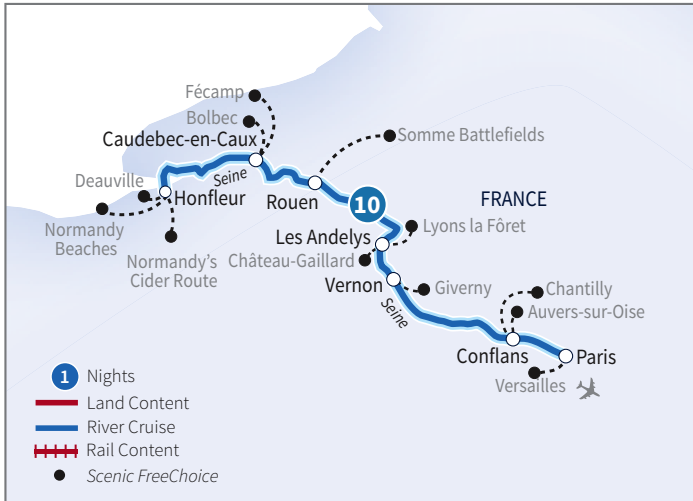 Fécamp
Bolbec
Caudebec-en-Caux
Somme Battlefields
Seine
Deauville
Honfleur
Rouen
10
FRANCE
Normandy
Beaches
Normandy's
Cider Route
Les Andelys
Lyons la Fôret
Château-Gaillard
Vernon
Giverny
Seine
Chantilly
Auvers-sur-Oise
Conflans
Paris
Versailles
1 Nights
Land Content
River Cruise
Rail Content
Scenic FreeChoice